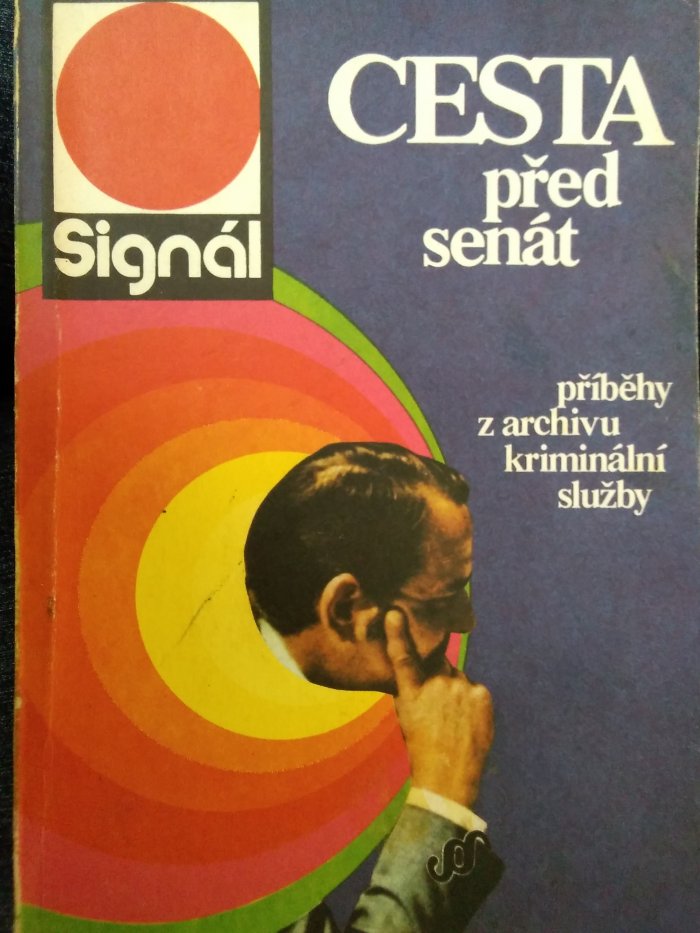 Signál
CESTA
před
senát
příběhy
z archivu
kriminální
služby